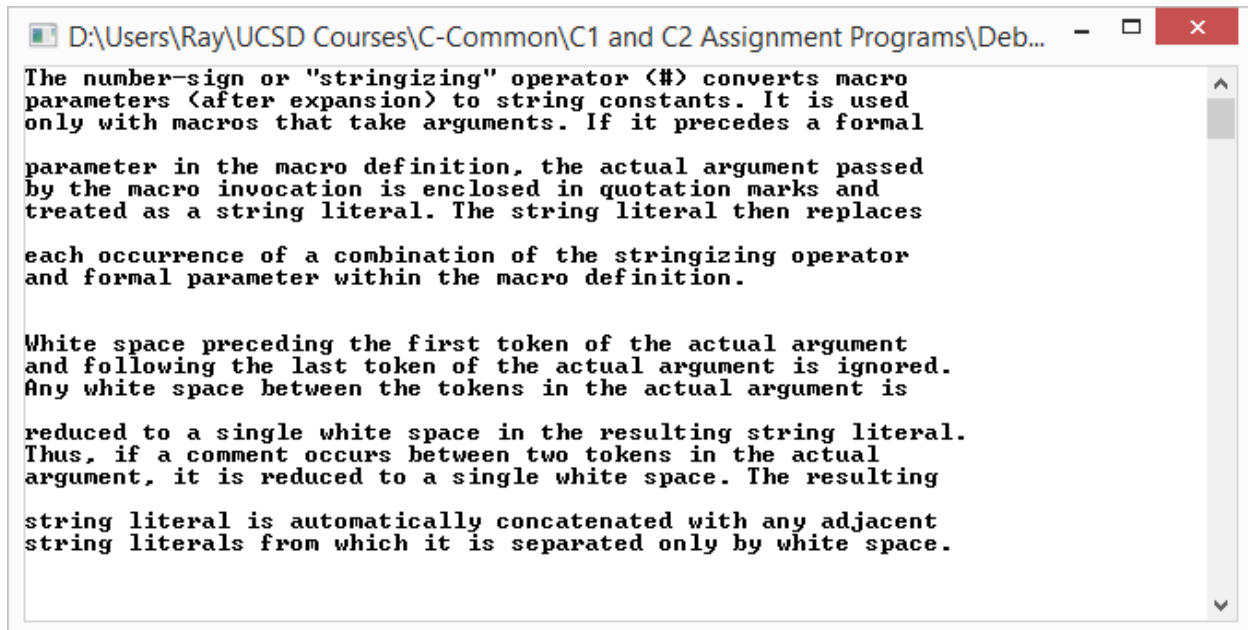 D:\Users\Ray\UCSD Courses\C-Common\C1 and C2 Assignment Programs\Deb...
The number-sign or "stringizing" operator (#) converts macro
parameters (after expansion) to string constants. It is used
only with macros that take arguments. If it precedes a formal
parameter in the macro definition, the actual argument passed
by the macro invocation is enclosed in quotation marks and
treated as a string literal. The string literal then replaces
each occurrence of a combination of the stringizing operator
and formal parameter within the macro definition.
White space preceding the first token of the actual argument
and following the last token of the actual argument is ignored.
Any white space between the tokens in the actual argument is
reduced to a single white space in the resulting string literal.
Thus, if a comment occurs between two tokens in the actual
argument, it is reduced to a single white space. The resulting
string literal is automatically concatenated with any adjacent
string literals from which it is separated only by white space.